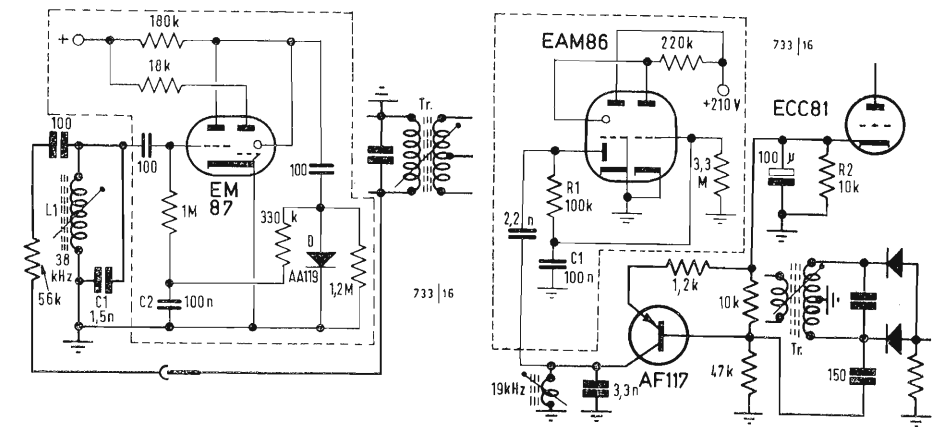 180k
+
18k
100
100
EM
87
100
Tr.
L1
38
kHz
1M
330 k
D
AA119
1,2M
56k
C1
1,5n
C2
100n
733 | 16
EAM86
220k
733 | 16
+210 V
ECC81
3,3
M
100 µ
R2
10k
R1
100k
2,2 n
C1
100n
1,2k
10k
Tr.
AF117
47k
150
19kHz
3,3n